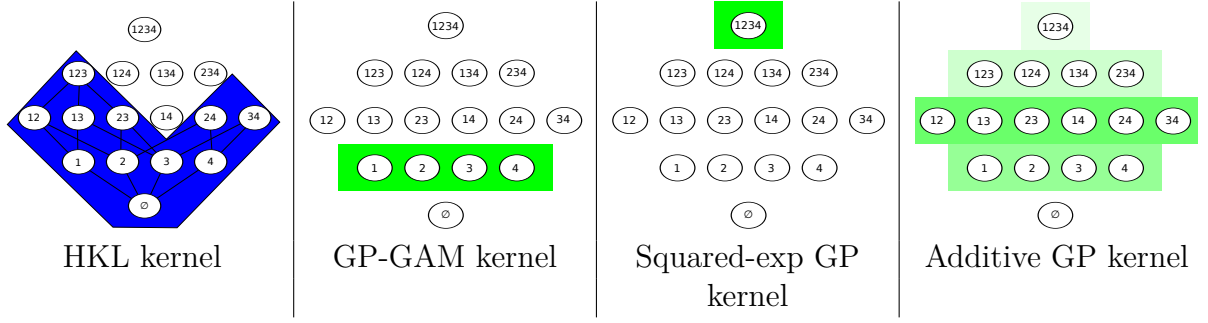 1234
123 124 134 234
12 13 23 14 24 34
1 2 3 4
∅
HKL kernel
1234
123 124 134 234
12 13 23 14 24 34
1 2 3 4
∅
GP-GAM kernel
1234
123 124 134 234
12 13 23 14 24 34
1 2 3 4
∅
Squared-exp GP
kernel
1234
123 124 134 234
12 13 23 14 24 34
1 2 3 4
∅
Additive GP kernel